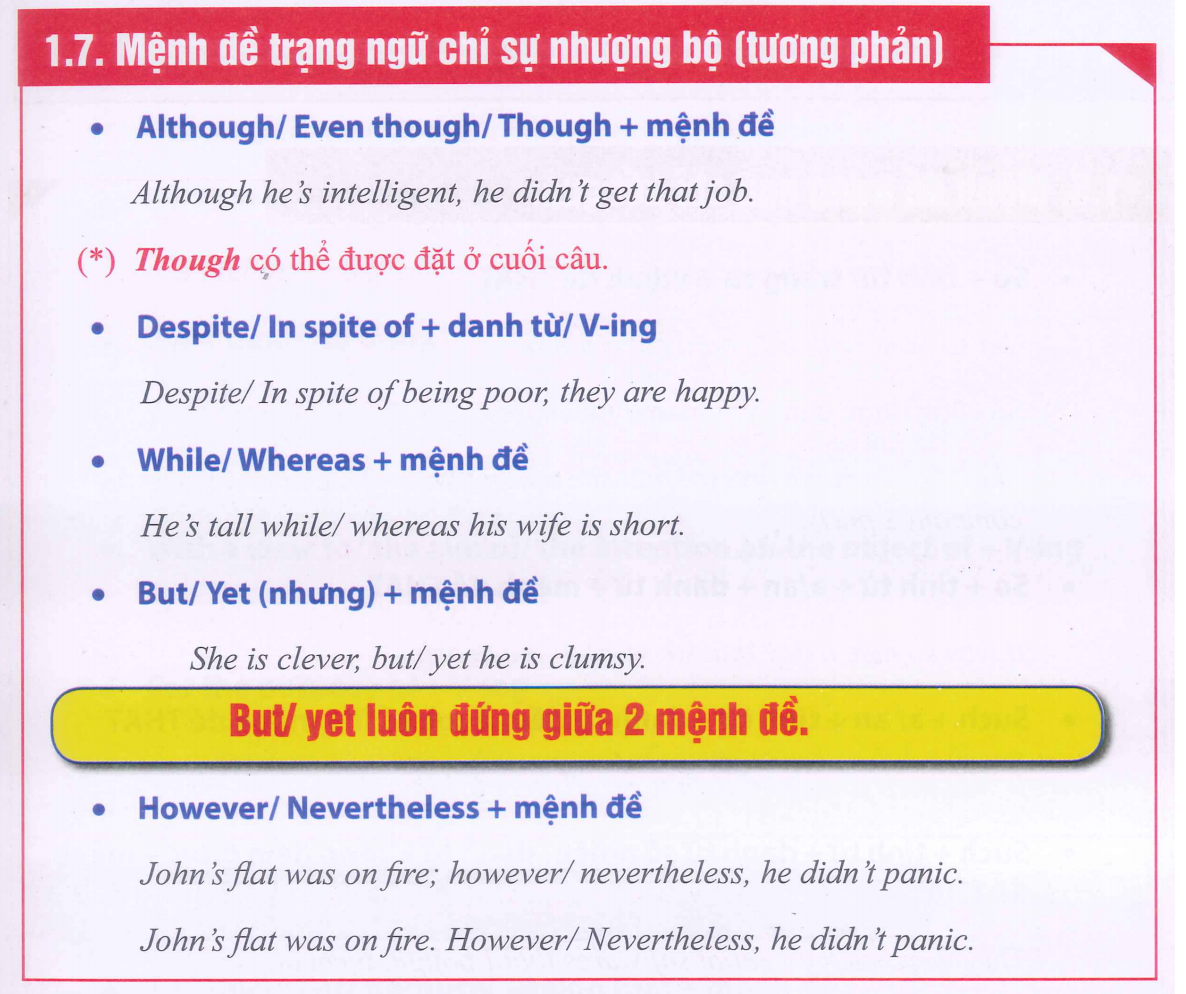 1.7. Mệnh đề trạng ngữ chỉ sự nhượng bộ (tương phản)
• Although/ Even though/ Though + mệnh đề
Although he's intelligent, he didn't get that job.
(*) Though có thể được đặt ở cuối câu.
• Despite/ In spite of + danh từ/ V-ing
Despite/ In spite of being poor, they are happy.
• While/ Whereas + mệnh đề
He's tall while/ whereas his wife is short.
• But/ Yet (nhưng) + mệnh đề
She is clever, but/ yet he is clumsy.
But/ yet luôn đứng giữa 2 mệnh đề.
• However/ Nevertheless + mệnh đề
John's flat was on fire; however/ nevertheless, he didn't panic.
John's flat was on fire. However/ Nevertheless, he didn't panic.